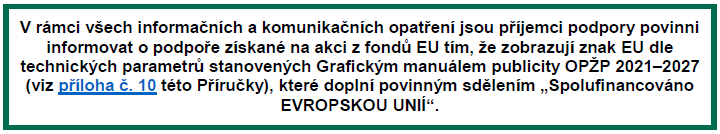 V rámci všech informačních a komunikačních opatření jsou příjemci podpory povinni
informovat o podpoře získané na akci z fondů EU tím, že zobrazují znak EU dle
technických parametrů stanovených Grafickým manuálem publicity OPŽP 2021–2027
(viz příloha č. 10 této Příručky), které doplní povinným sdělením „Spolufinancováno
EVROPSKOU UNIÍ“.